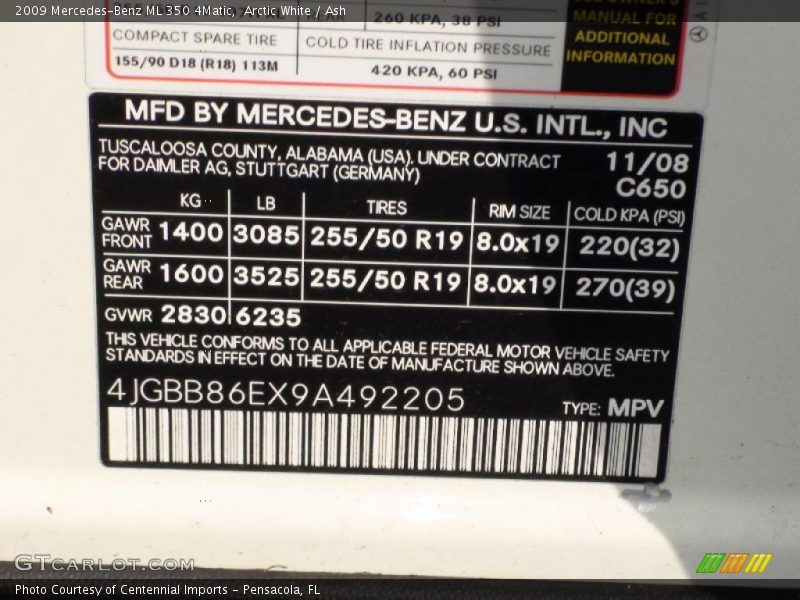 2009 Mercedes-Benz ML 350 4Matic, Arctic White / Ash
260 KPA, 38 PSI
COMPACT SPARE TIRE COLD TIRE INFLATION PRESSURE
155/90 D18 (R18) 113M 420 KPA, 60 PSI
MANUAL FOR
ADDITIONAL
INFORMATION
MFD BY MERCEDES-BENZ U.S. INTL., INC
TUSCALOOSA COUNTY, ALABAMA (USA). UNDER CONTRACT 11/08
FOR DAIMLER AG, STUTTGART (GERMANY) C650
KG LB TIRES RIM SIZE COLD KPA (PSI)
GAWR FRONT 1400 3085 255/50 R19 8.0x19 220(32)
GAWR REAR 1600 3525 255/50 R19 8.0x19 270(39)
GVWR 2830 6235
THIS VEHICLE CONFORMS TO ALL APPLICABLE FEDERAL MOTOR VEHICLE SAFETY
STANDARDS IN EFFECT ON THE DATE OF MANUFACTURE SHOWN ABOVE.
4JGBB86EX9A492205 TYPE: MPV
GTCARLOT.COM
Photo Courtesy of Centennial Imports - Pensacola, FL